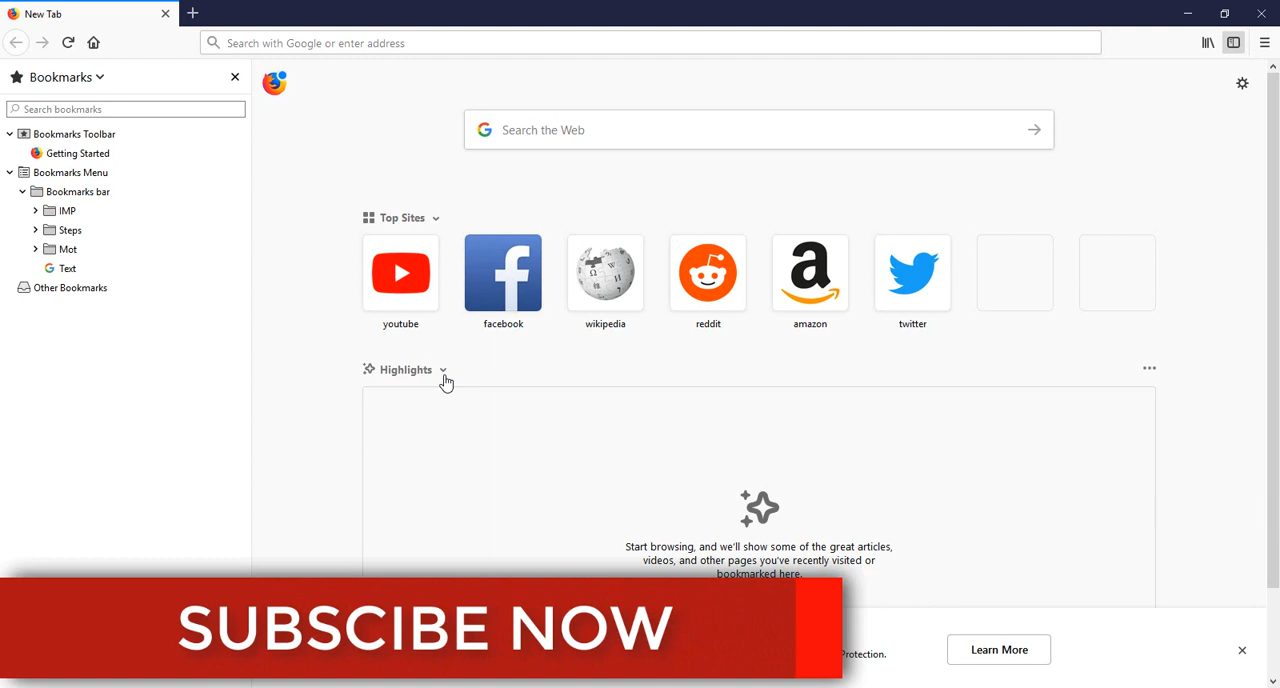 New Tab
Search with Google or enter address
Bookmarks
Search bookmarks
Bookmarks Toolbar
Getting Started
Bookmarks Menu
Bookmarks bar
IMP
Steps
Mot
Text
Other Bookmarks
Search the Web
Top Sites
youtube
facebook
wikipedia
reddit
amazon
twitter
Highlights
Start browsing, and we'll show some of the great articles,
videos, and other pages you've recently visited or
bookmarked here.
SUBSCIBE NOW
Protection.
Learn More